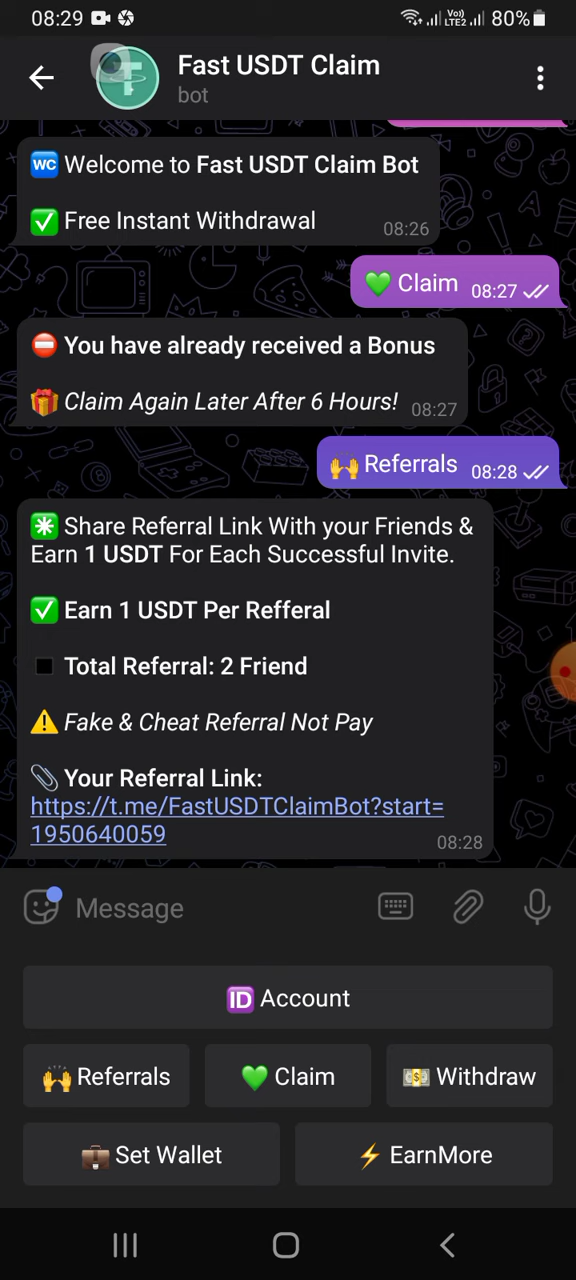 08:29 Vo)) LTE2 80%
Fast USDT Claim
bot
WC Welcome to Fast USDT Claim Bot
✅ Free Instant Withdrawal 08:26
💚 Claim 08:27
⛔ You have already received a Bonus
🎁 Claim Again Later After 6 Hours! 08:27
🙌 Referrals 08:28
✳️ Share Referral Link With your Friends &
Earn 1 USDT For Each Successful Invite.
✅ Earn 1 USDT Per Refferal
◾ Total Referral: 2 Friend
⚠️ Fake & Cheat Referral Not Pay
📎 Your Referral Link:
https://t.me/FastUSDTClaimBot?start=
1950640059 08:28
Message
🆔 Account
🙌 Referrals
💚 Claim
💵 Withdraw
💼 Set Wallet
⚡ EarnMore